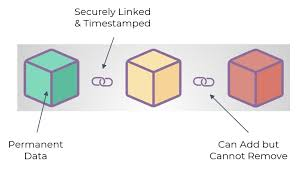 Securely Linked
& Timestamped
Permanent
Data
Can Add but
Cannot Remove